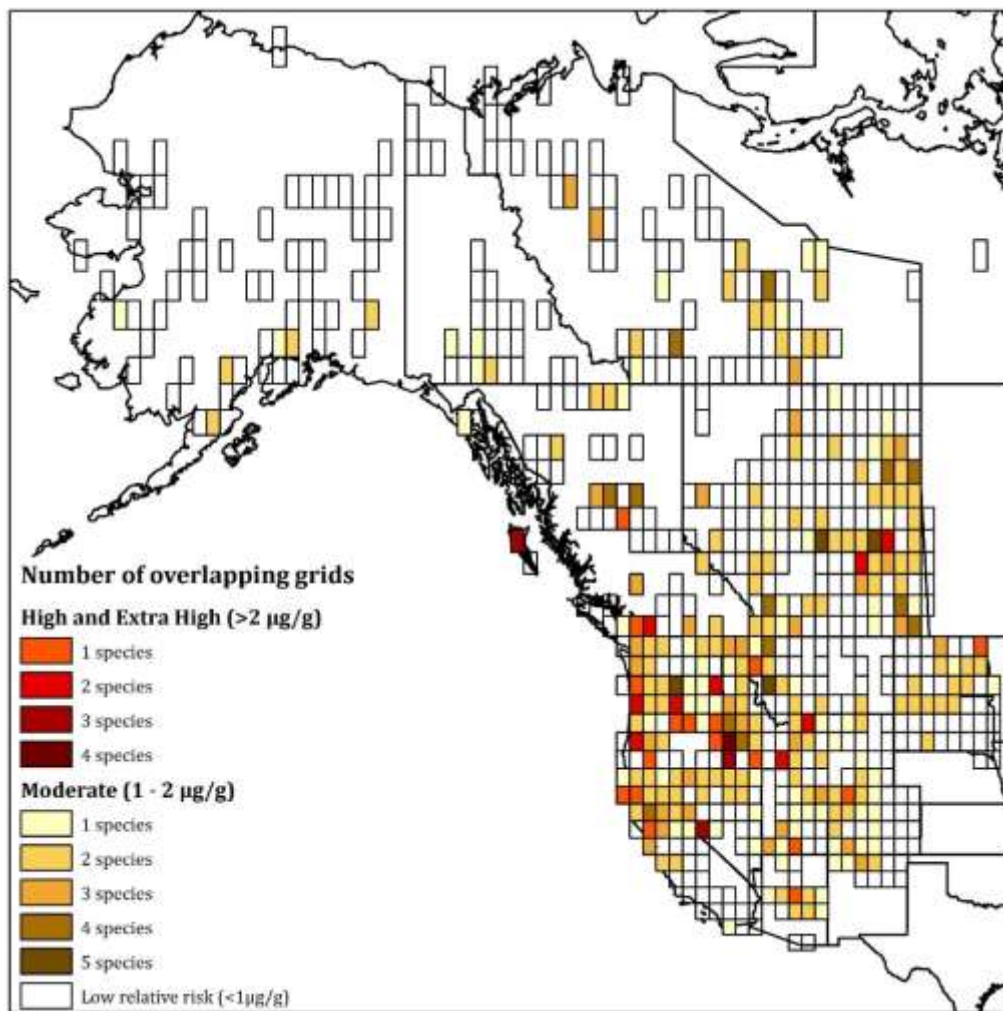 Number of overlapping grids
High and Extra High (>2 µg/g)
1 species
2 species
3 species
4 species
Moderate (1 - 2 µg/g)
1 species
2 species
3 species
4 species
5 species
Low relative risk (<1µg/g)